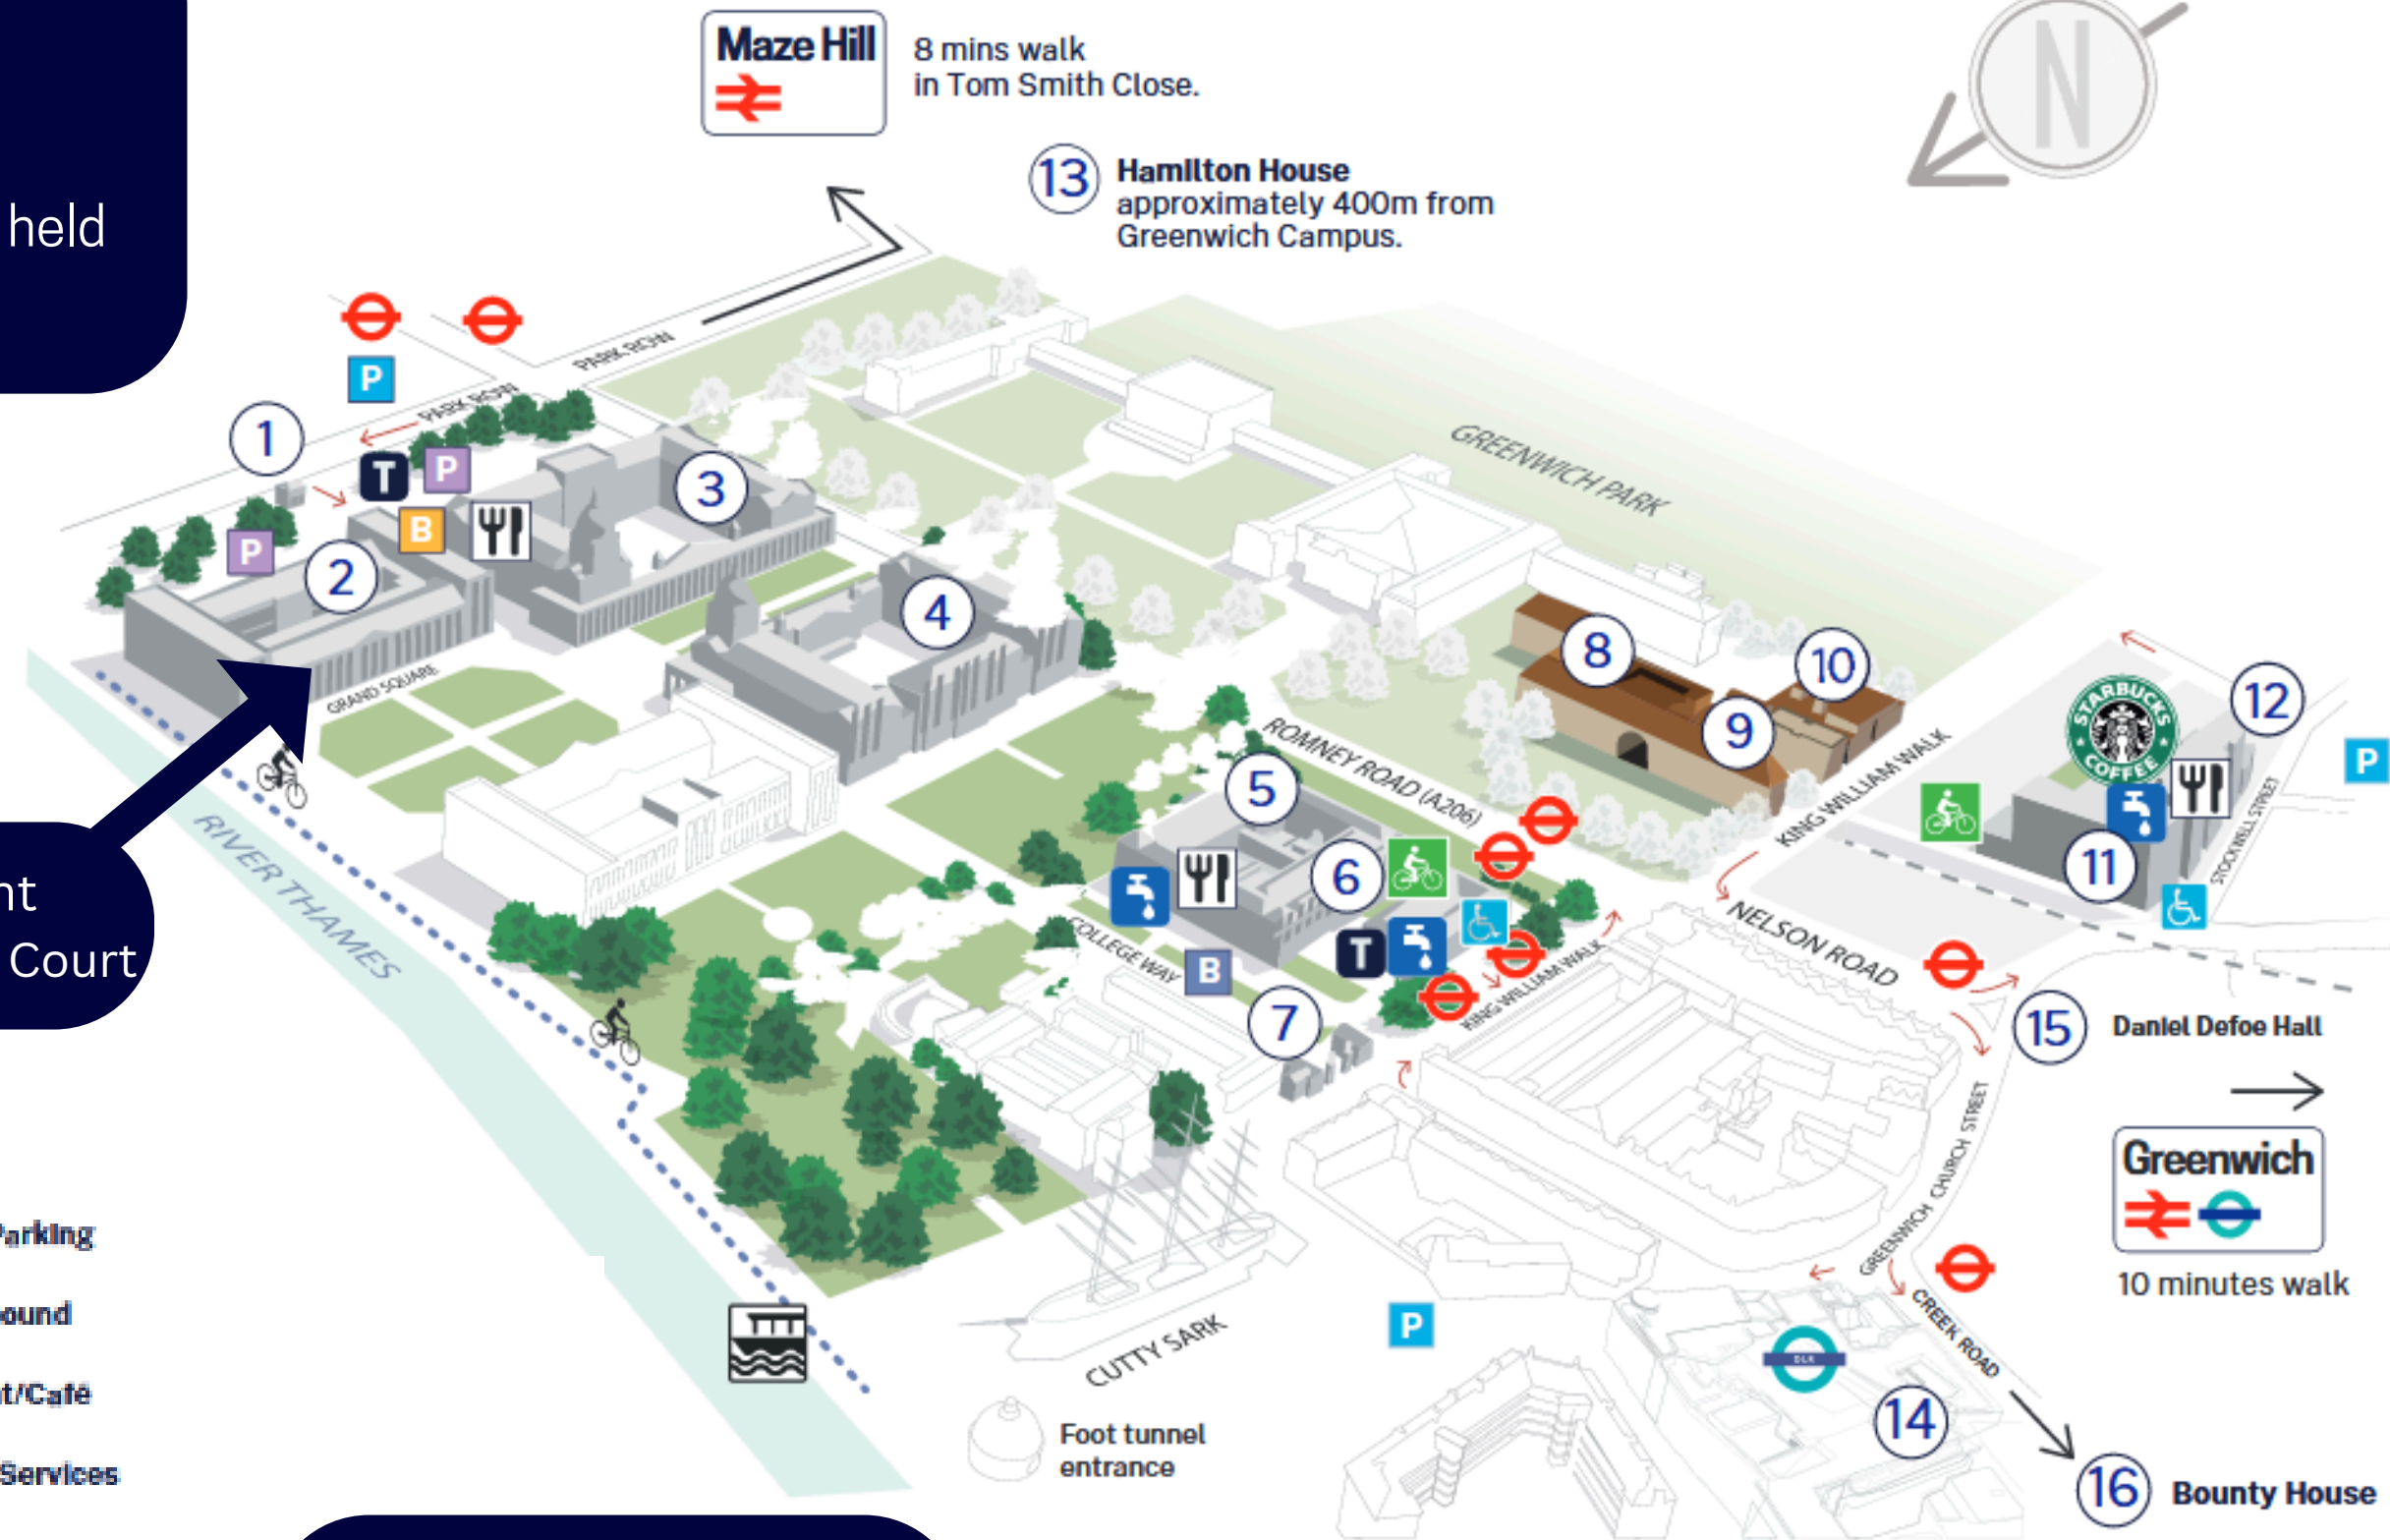 held
Maze Hill
8 mins walk
in Tom Smith Close.
13
Hamilton House
approximately 400m from
Greenwich Campus.
N
PARK ROW
P
PARK ROW
1
T
P
3
B
P
2
4
GREENWICH PARK
8
10
9
12
STARBUCKS
COFFEE
P
GRAND SQUARE
ROMNEY ROAD (A206)
KING WILLIAM WALK
STOCKWELL STREET
5
6
11
RIVER THAMES
COLLEGE WAY
B
T
NELSON ROAD
KING WILLIAM WALK
7
15
Daniel Defoe Hall
Court
GREENWICH CHURCH STREET
Greenwich
10 minutes walk
CREEK ROAD
CUTTY SARK
P
DLR
14
Foot tunnel
entrance
16
Bounty House
Services